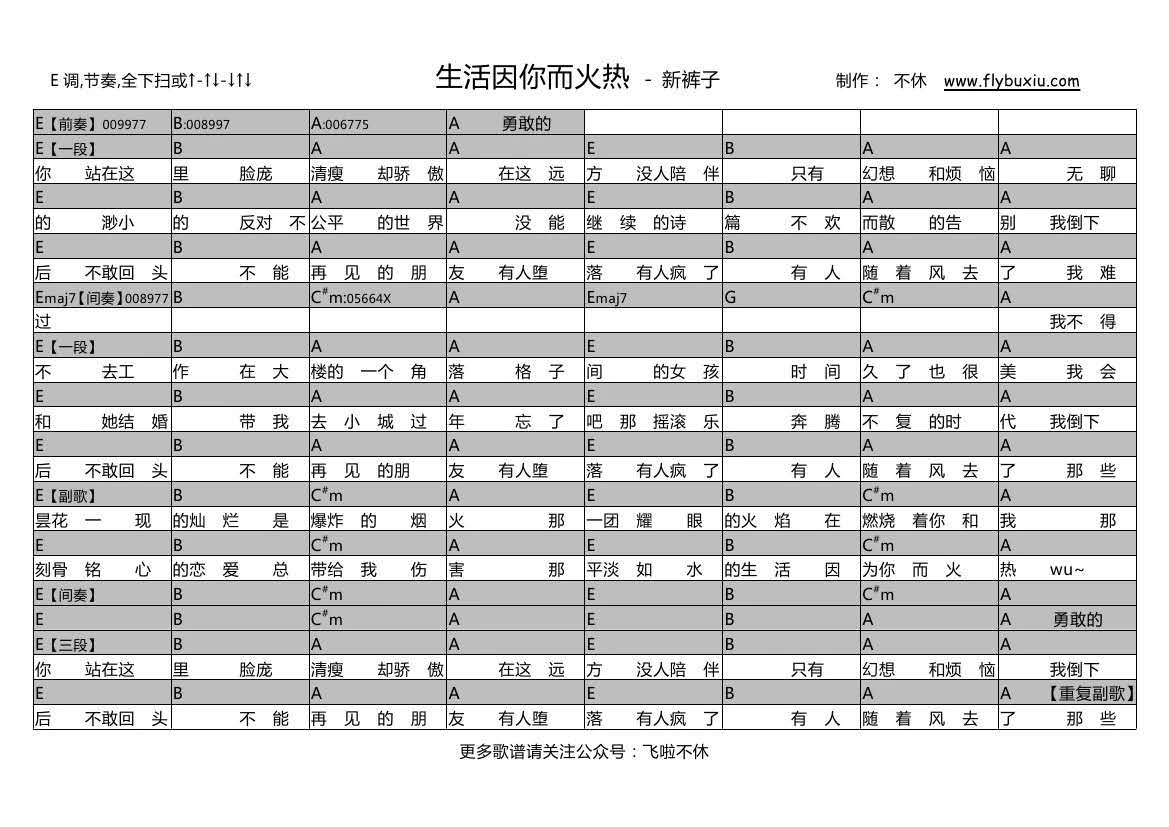 E 调,节奏,全下扫或↑-↑↓-↓↑↓ 生活因你而火热 - 新裤子 制作： 不休 www.flybuxiu.com
E【前奏】009977 B:008997 A:006775 A 勇敢的
E【一段】 B A A E B A A
你 站在这 里 脸庞 清瘦 却骄 傲 在这 远 方 没人陪 伴 只有 幻想 和烦 恼 无 聊
E B A A E B A A
的 渺小 的 反对 不 公平 的世 界 没 能 继 续 的诗 篇 不 欢 而散 的告 别 我倒下
E B A A E B A A
后 不敢回 头 不 能 再 见 的 朋 友 有人堕 落 有人疯 了 有 人 随 着 风 去 了 我 难
Emaj7【间奏】008977 B C#m:05664X A Emaj7 G C#m A
过 我不 得
E【一段】 B A A E B A A
不 去工 作 在 大 楼的 一个 角 落 格 子 间 的女 孩 时 间 久 了 也 很 美 我 会
E B A A E B A A
和 她结 婚 带 我 去 小 城 过 年 忘 了 吧 那 摇滚 乐 奔 腾 不 复 的时 代 我倒下
E B A A E B A A
后 不敢回 头 不 能 再 见 的朋 友 有人堕 落 有人疯 了 有 人 随 着 风 去 了 那 些
E【副歌】 B C#m A E B C#m A
昙花 一 现 的灿 烂 是 爆炸 的 烟 火 那 一团 耀 眼 的火 焰 在 燃烧 着你 和 我 那
E B C#m A E B C#m A
刻骨 铭 心 的恋 爱 总 带给 我 伤 害 那 平淡 如 水 的生 活 因 为你 而 火 热 wu~
E【间奏】 B C#m A E B C#m A
E B C#m A E B A A 勇敢的
E【三段】 B A A E B A A
你 站在这 里 脸庞 清瘦 却骄 傲 在这 远 方 没人陪 伴 只有 幻想 和烦 恼 我倒下
E B A A E B A A 【重复副歌】
后 不敢回 头 不 能 再 见 的 朋 友 有人堕 落 有人疯 了 有 人 随 着 风 去 了 那 些
更多歌谱请关注公众号：飞啦不休